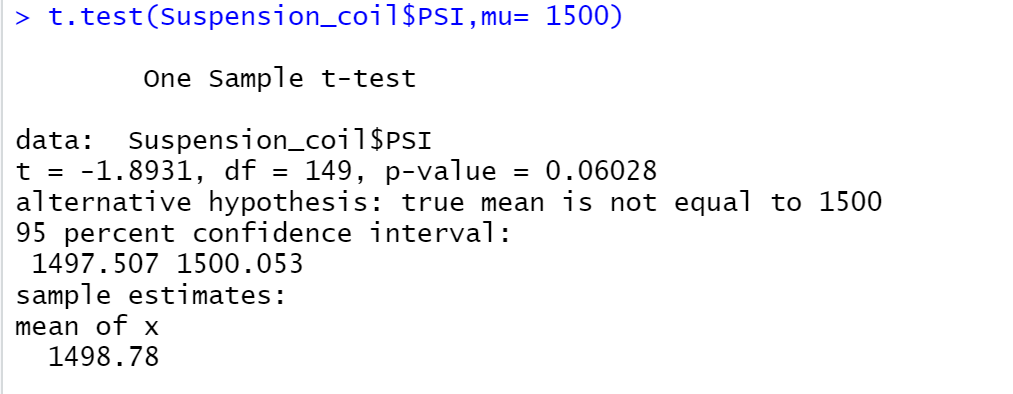 > t.test(Suspension_coil$PSI,mu= 1500)
One Sample t-test
data:  Suspension_coil$PSI
t = -1.8931, df = 149, p-value = 0.06028
alternative hypothesis: true mean is not equal to 1500
95 percent confidence interval:
1497.507 1500.053
sample estimates:
mean of x
1498.78